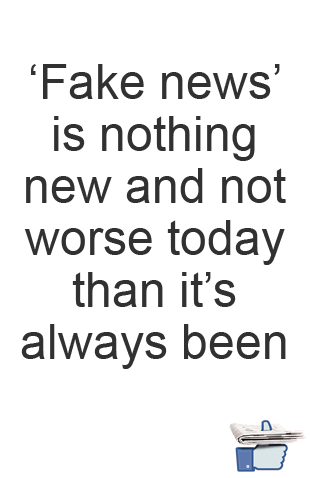 ‘Fake news’
is nothing
new and not
worse today
than it’s
always been